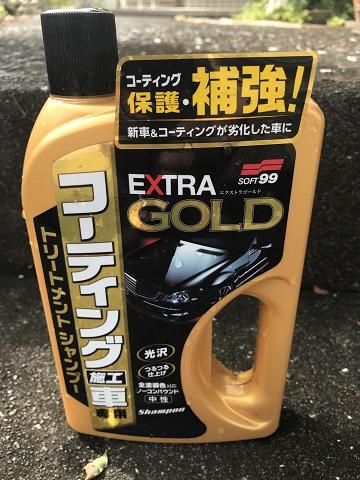 コーティング
保護・補強!
新車&コーティングが劣化した車に
SOFT99
EXTRA
エクストラゴールド
GOLD
コーティング施工車専用
トリートメントシャンプー
光沢
つるつる
仕上げ
全塗装色対応
ノーコンパウンド
中性
Shampoo